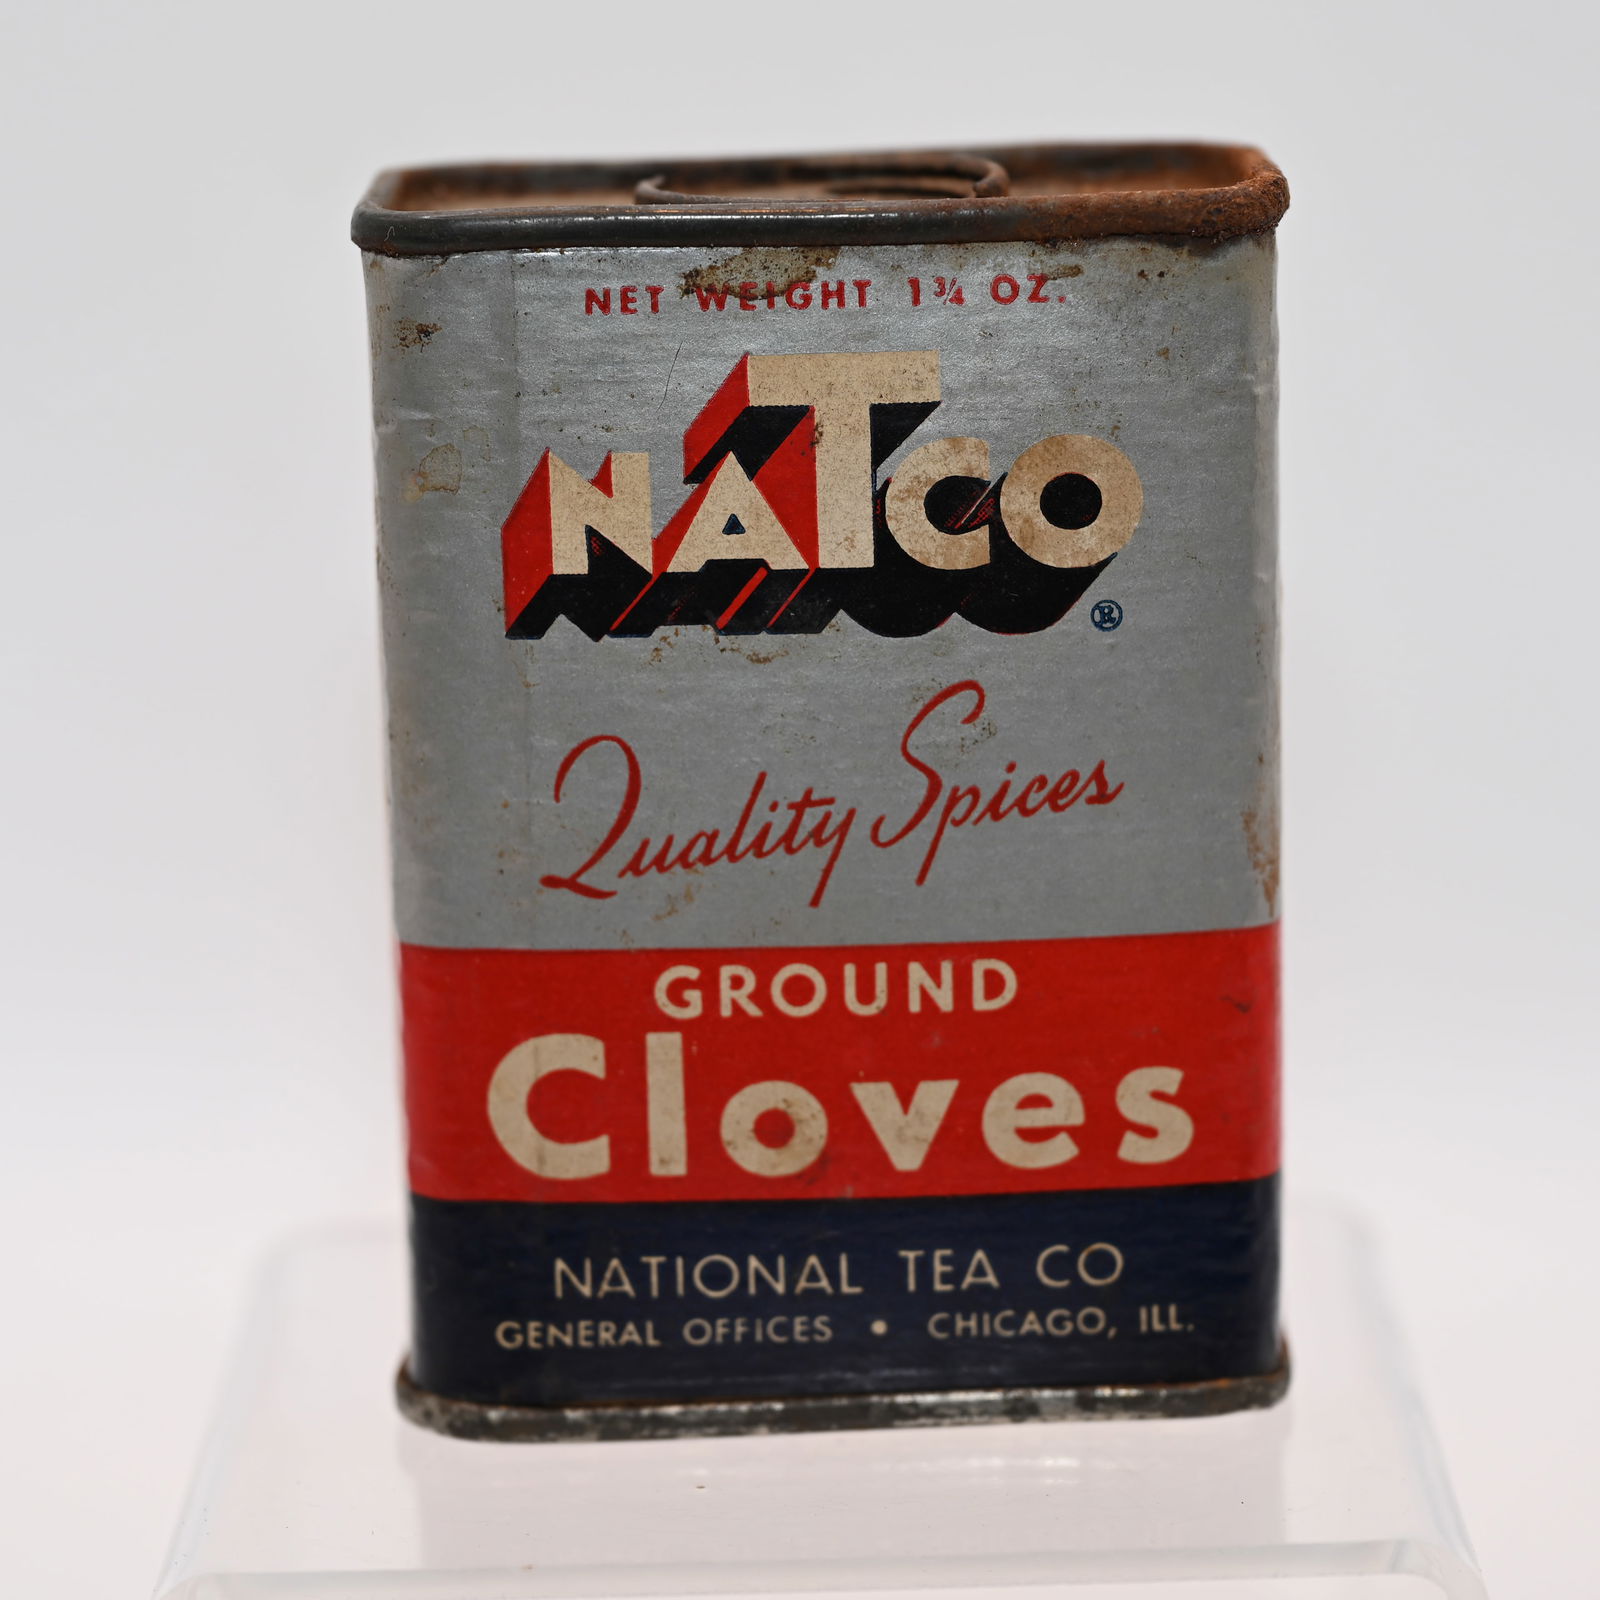 NET WEIGHT 1¾ OZ.
NATCO ®
Quality Spices
GROUND
Cloves
NATIONAL TEA CO
GENERAL OFFICES • CHICAGO, ILL.